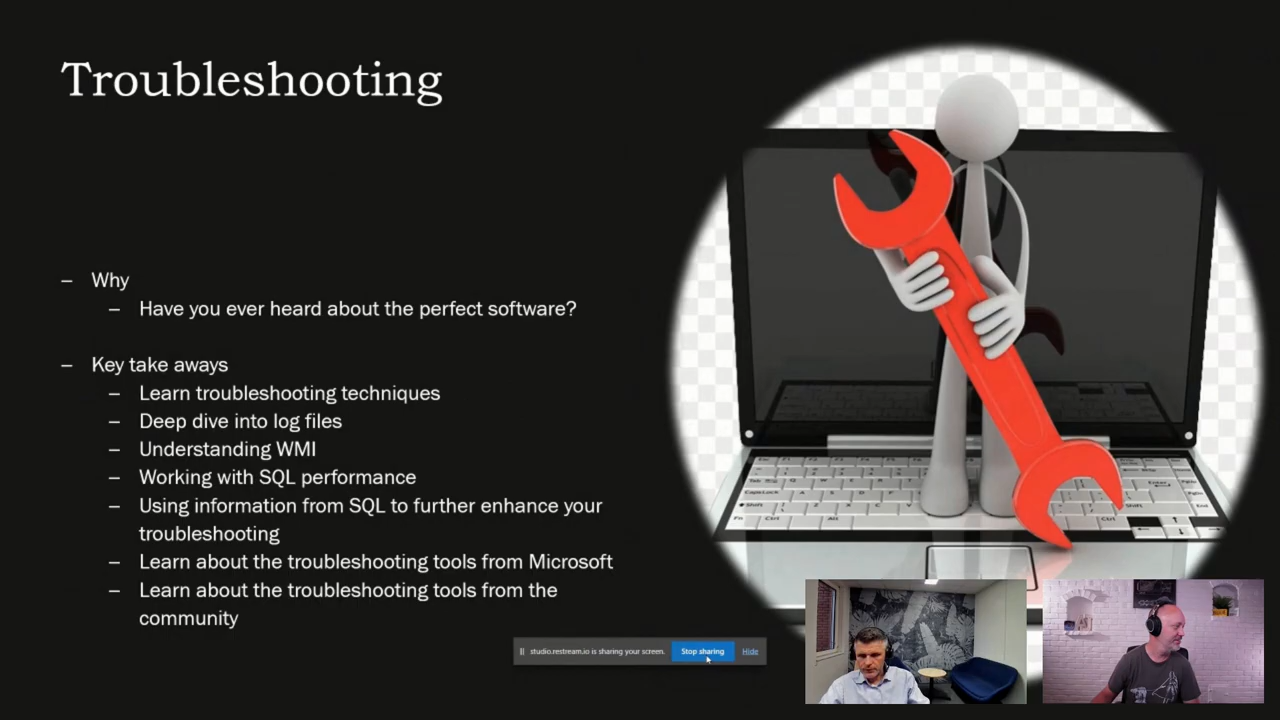 Troubleshooting
– Why
– Have you ever heard about the perfect software?
– Key take aways
– Learn troubleshooting techniques
– Deep dive into log files
– Understanding WMI
– Working with SQL performance
– Using information from SQL to further enhance your
troubleshooting
– Learn about the troubleshooting tools from Microsoft
– Learn about the troubleshooting tools from the
community
studio.restream.io is sharing your screen. Stop sharing Hide